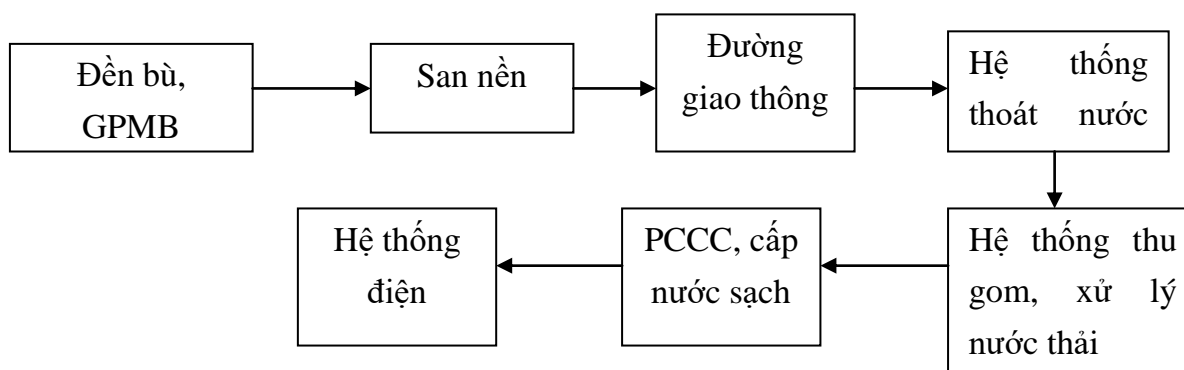 Đền bù,
GPMB
San nền
Đường
giao thông
Hệ thống
thoát nước
Hệ thống thu
gom, xử lý
nước thải
PCCC, cấp
nước sạch
Hệ thống
điện